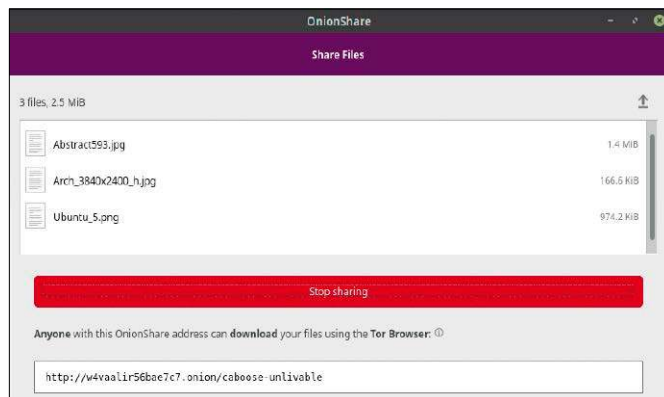 OnionShare
Share Files
3 files, 2.5 MiB
Abstract593.jpg 1.4 MiB
Arch_3840x2400_h.jpg 166.6 KiB
Ubuntu_5.png 974.2 KiB
Stop sharing
Anyone with this OnionShare address can download your files using the Tor Browser:
http://w4vaalir56bae7c7.onion/caboose-unlivable